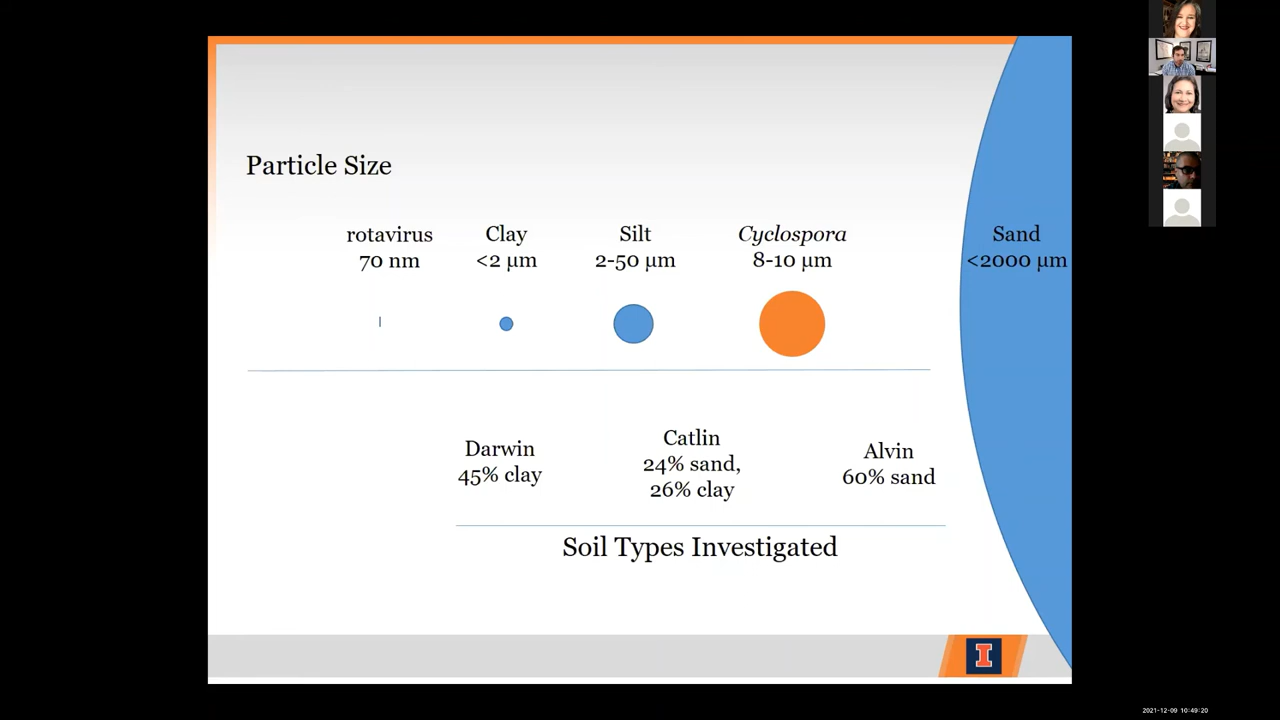 Particle Size
rotavirus
70 nm
Clay
<2 μm
Silt
2-50 μm
Cyclospora
8-10 μm
Sand
<2000 μm
Darwin
45% clay
Catlin
24% sand,
26% clay
Alvin
60% sand
Soil Types Investigated
I
2021-12-09 10:49:20